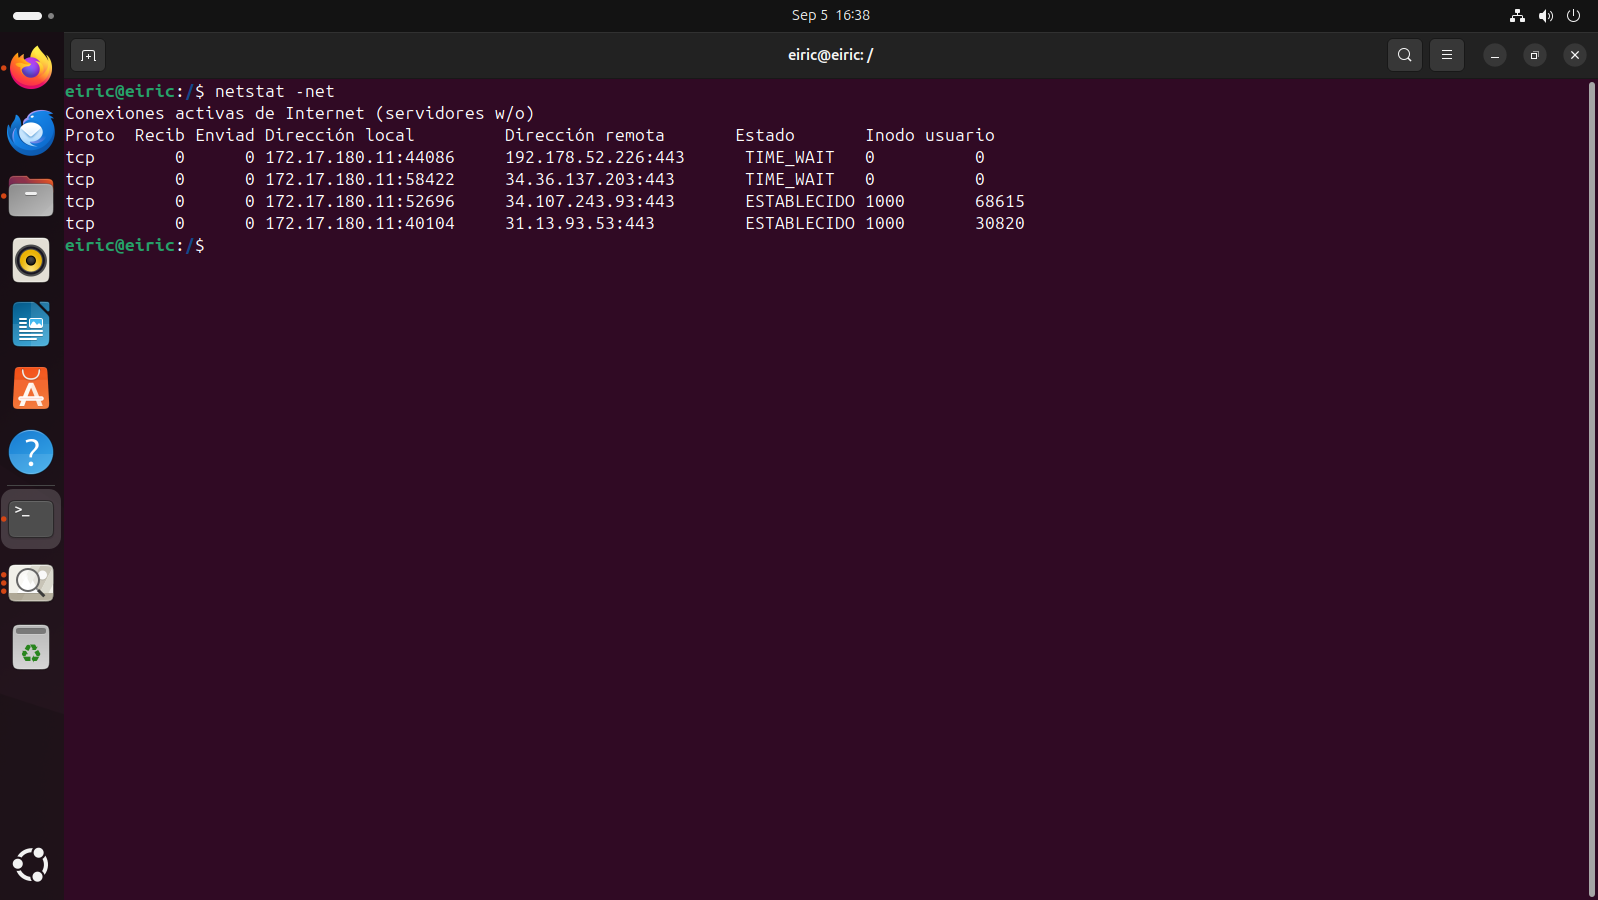 Sep 5 16:38
eiric@eiric: /
eiric@eiric:/$ netstat -net
Conexiones activas de Internet (servidores w/o)
Proto  Recib Enviad Dirección local         Dirección remota       Estado       Inodo usuario
tcp        0      0 172.17.180.11:44086     192.178.52.226:443      TIME_WAIT   0          0
tcp        0      0 172.17.180.11:58422     34.36.137.203:443       TIME_WAIT   0          0
tcp        0      0 172.17.180.11:52696     34.107.243.93:443       ESTABLECIDO 1000       68615
tcp        0      0 172.17.180.11:40104     31.13.93.53:443         ESTABLECIDO 1000       30820
eiric@eiric:/$